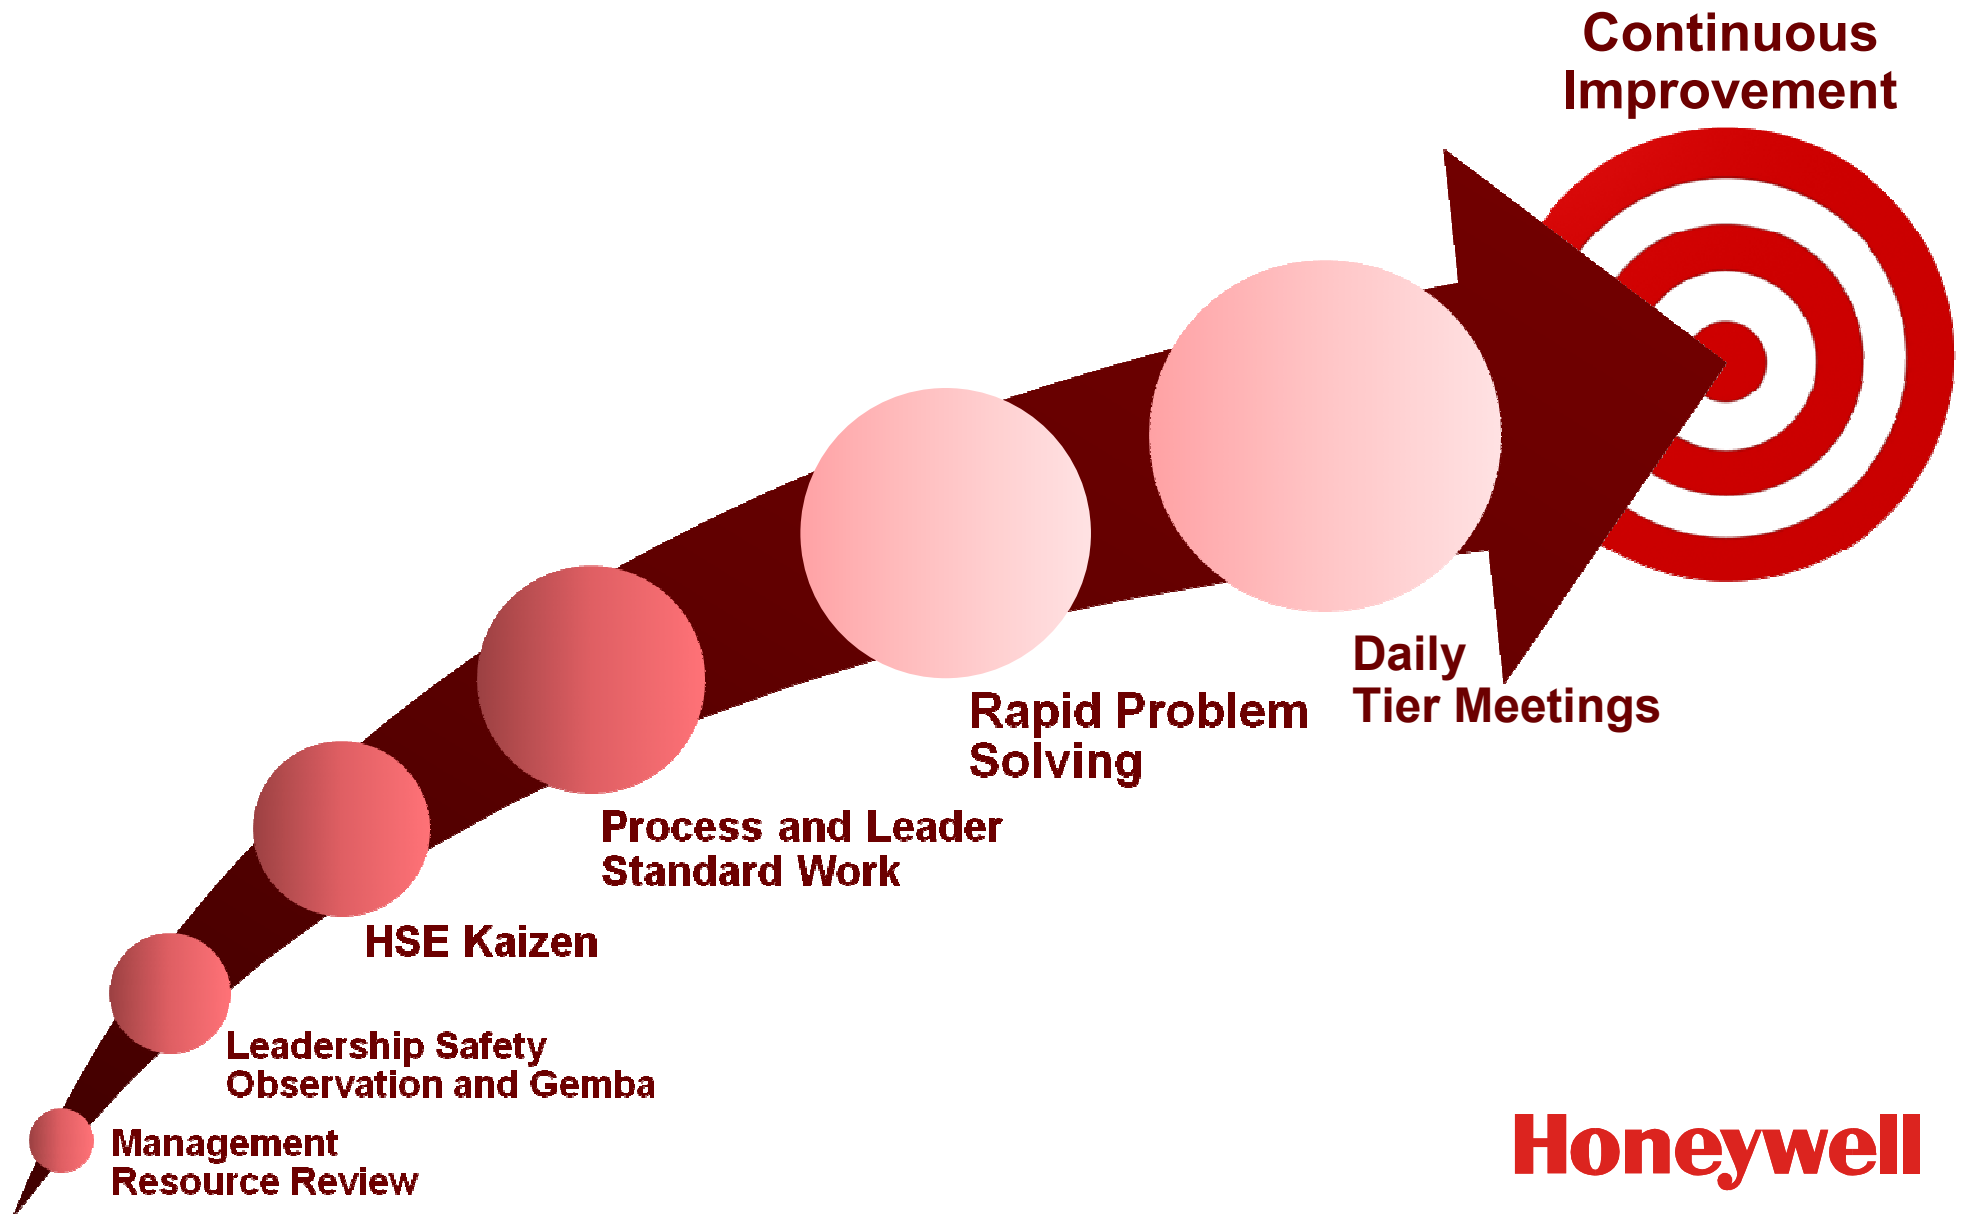 Continuous
Improvement
Daily
Tier Meetings
Rapid Problem
Solving
Process and Leader
Standard Work
HSE Kaizen
Leadership Safety
Observation and Gemba
Management
Resource Review
Honeywell